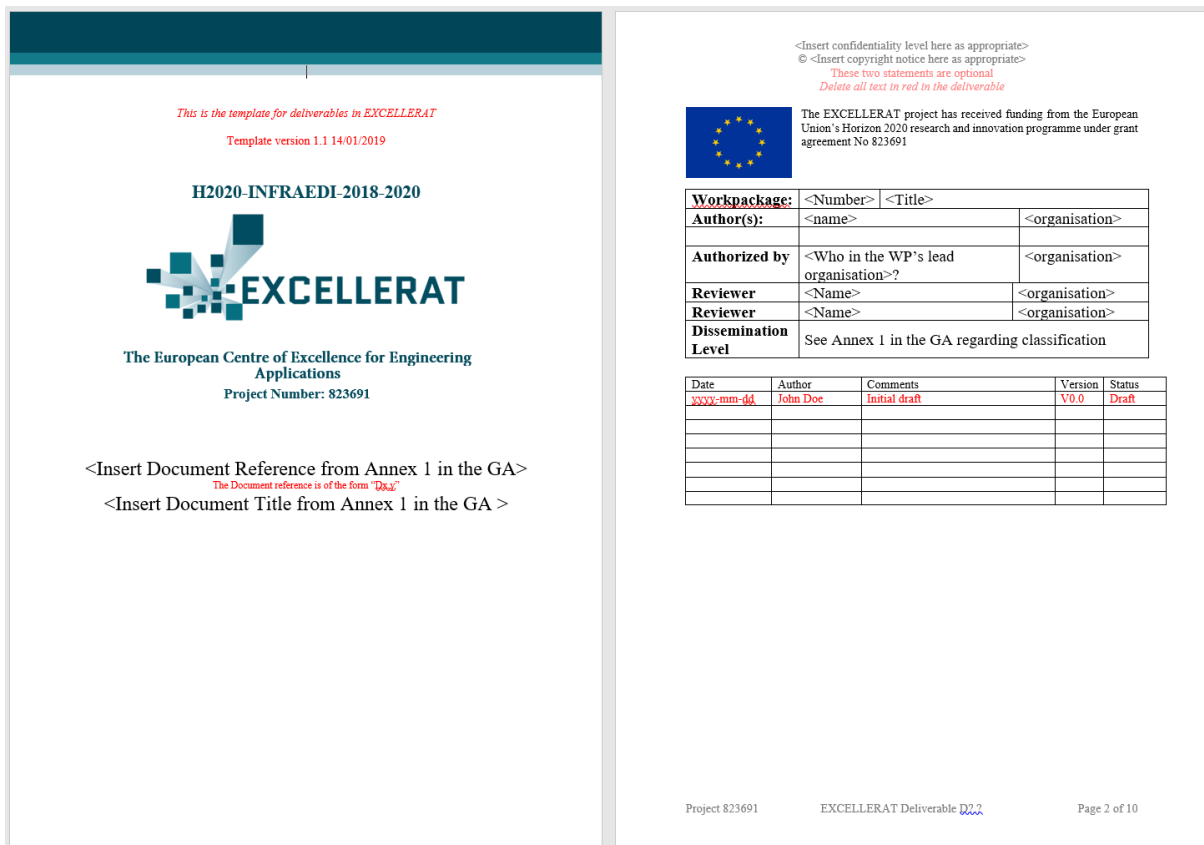 This is the template for deliverables in EXCELLERAT
Template version 1.1 14/01/2019
H2020-INFRAEDI-2018-2020
EXCELLERAT
The European Centre of Excellence for Engineering
Applications
Project Number: 823691
<Insert Document Reference from Annex 1 in the GA>
The Document reference is of the form "Dx.y"
<Insert Document Title from Annex 1 in the GA >
<Insert confidentiality level here as appropriate>
© <Insert copyright notice here as appropriate>
These two statements are optional
Delete all text in red in the deliverable
The EXCELLERAT project has received funding from the European
Union's Horizon 2020 research and innovation programme under grant
agreement No 823691
Workpackage: <Number> <Title>
Author(s): <name> <organisation>
Authorized by <Who in the WP's lead <organisation>
organisation>?
Reviewer <Name> <organisation>
Reviewer <Name> <organisation>
Dissemination
Level See Annex 1 in the GA regarding classification
Date Author Comments Version Status
yyyy-mm-dd John Doe Initial draft V0.0 Draft
Project 823691 EXCELLERAT Deliverable D?.? Page 2 of 10